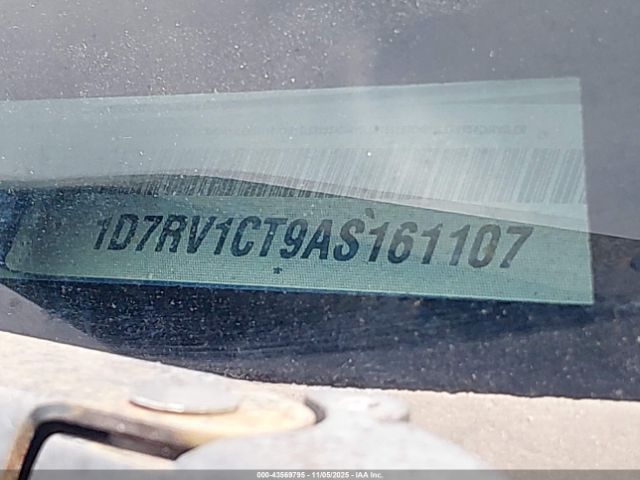 1D7RV1CT9AS161107
*
000-43569795 - 11/05/2025 - IAA Inc.